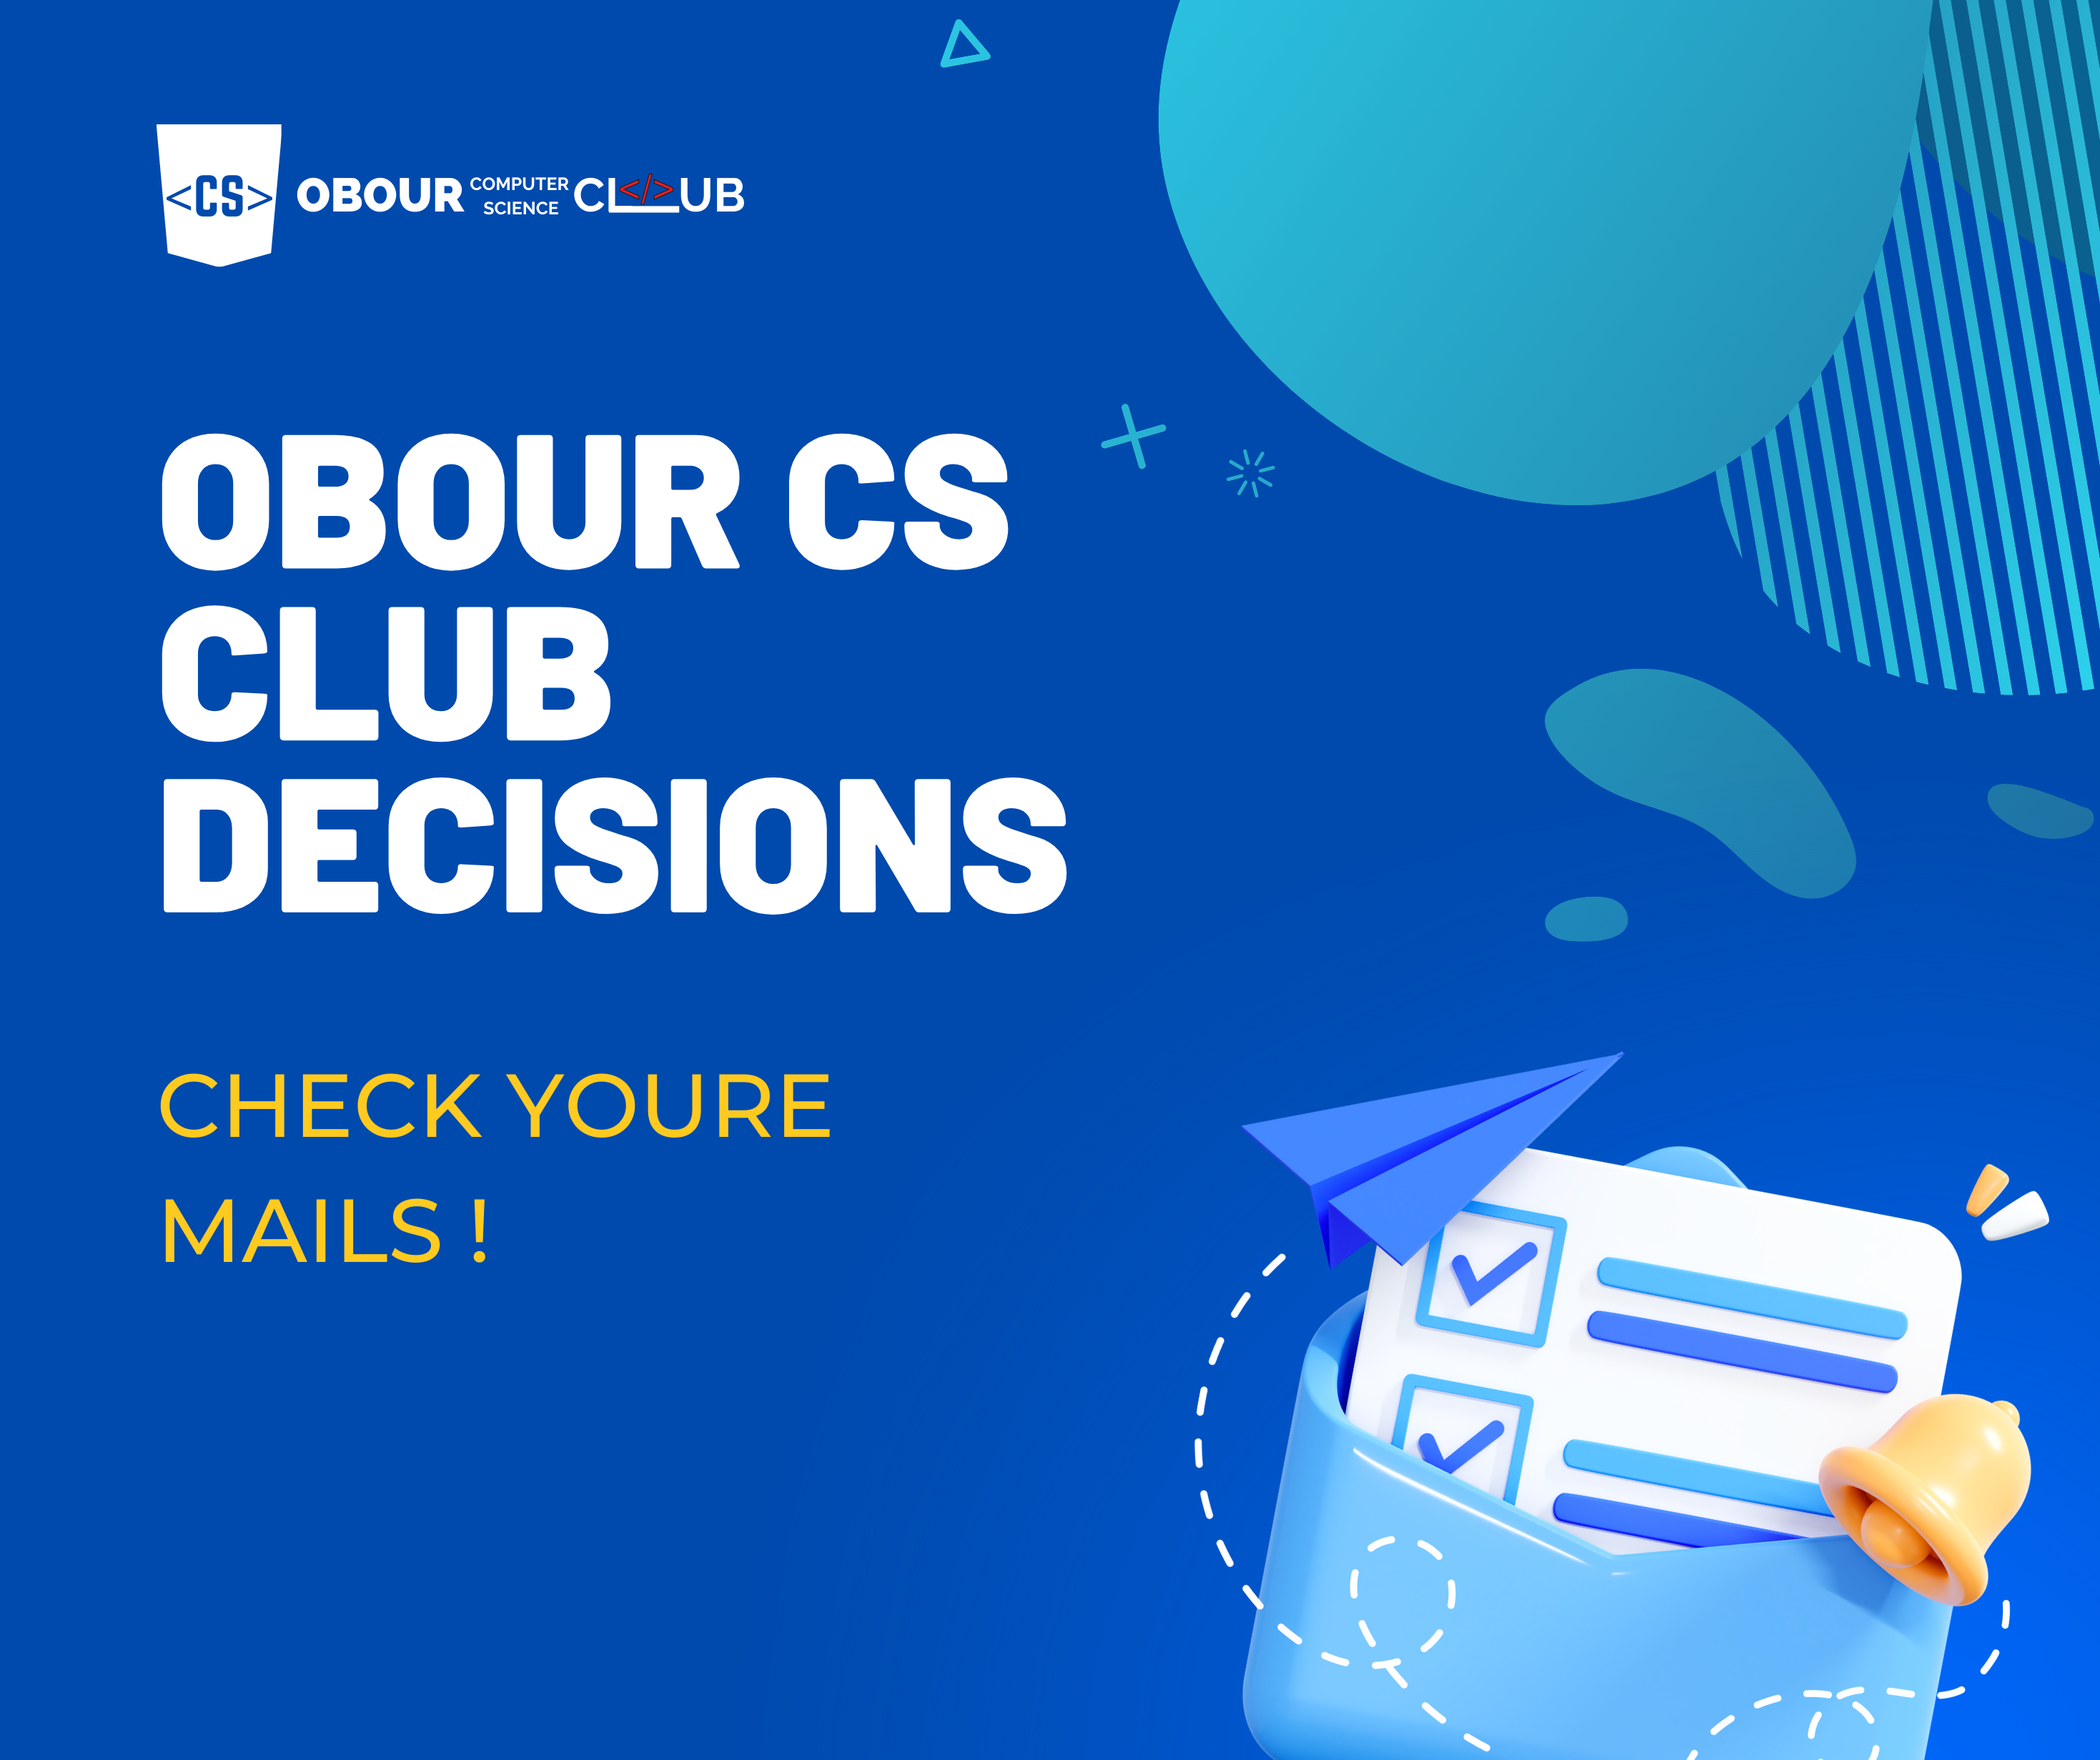 <CS> OBOUR COMPUTER SCIENCE CL</>UB
OBOUR CS
CLUB
DECISIONS
CHECK YOURE
MAILS !